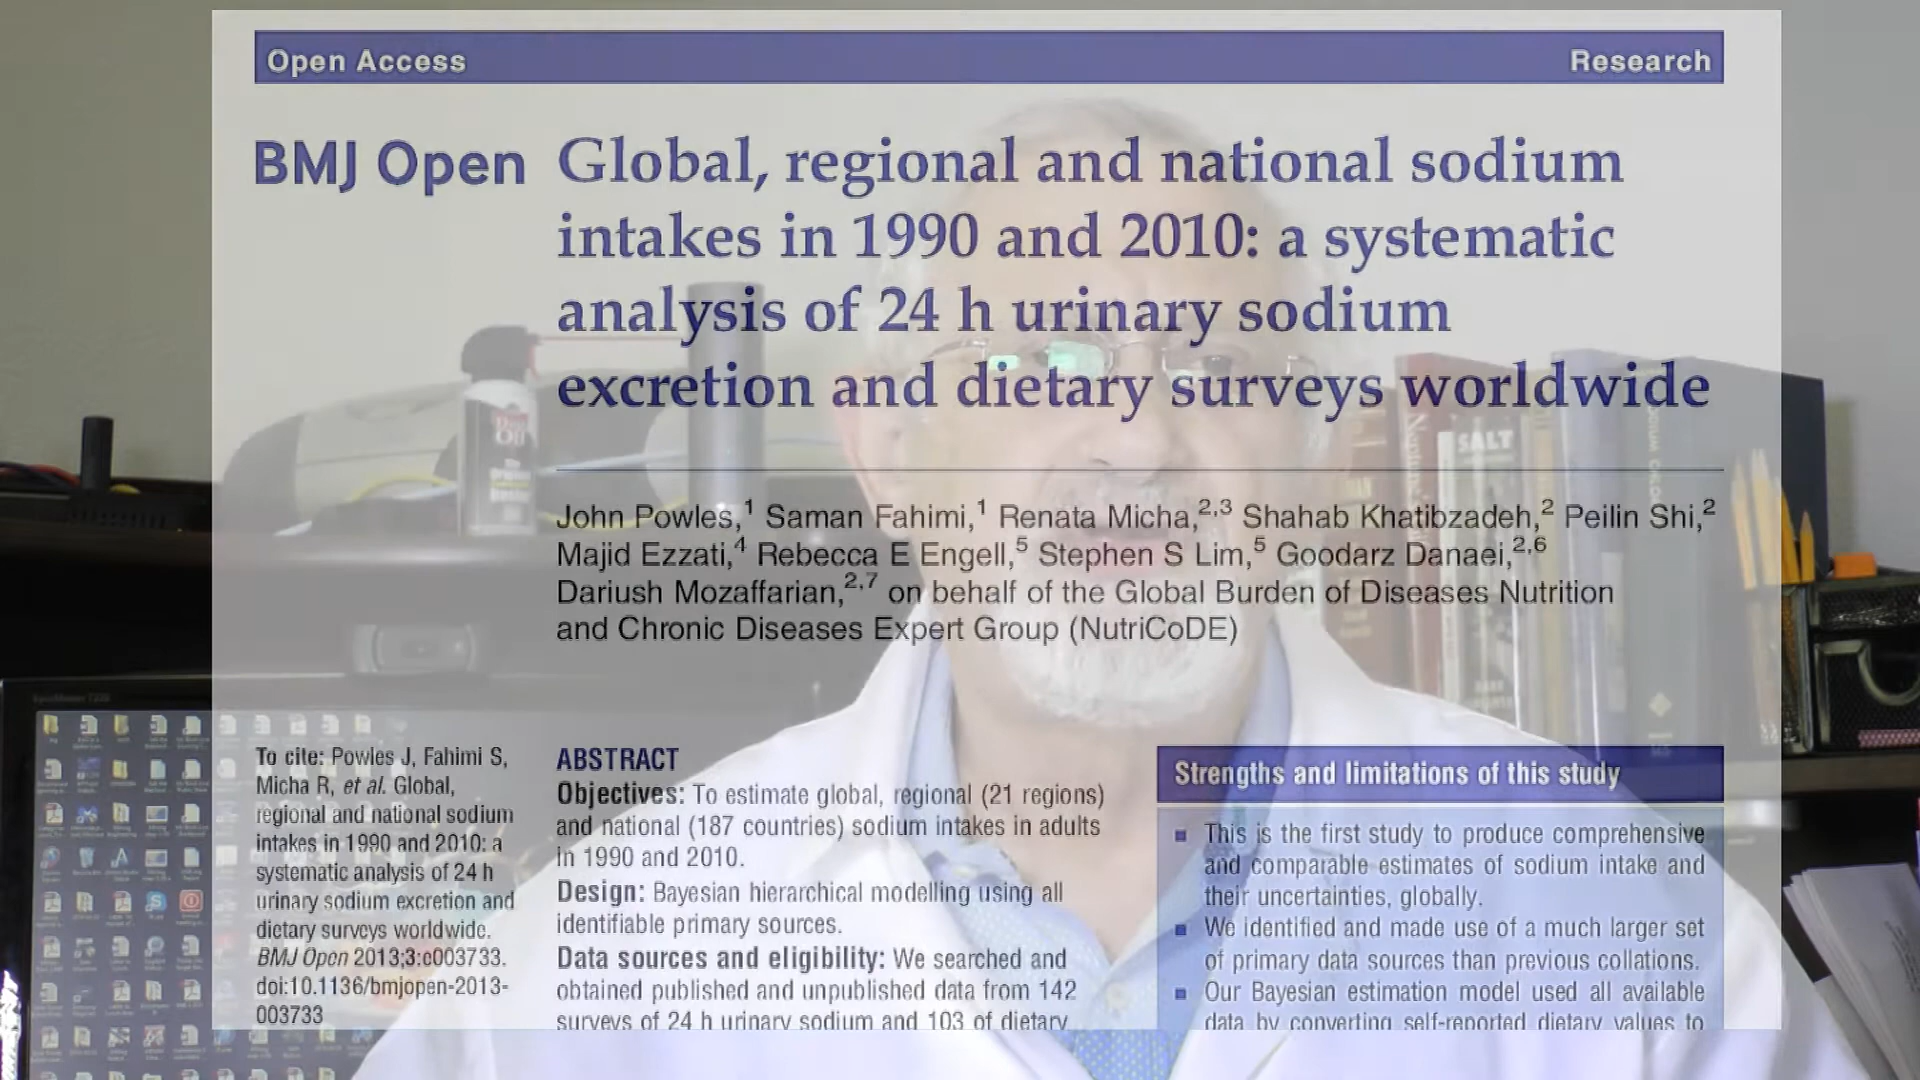 Open Access
Research
BMJ Open
Global, regional and national sodium
intakes in 1990 and 2010: a systematic
analysis of 24 h urinary sodium
excretion and dietary surveys worldwide
John Powles,1 Saman Fahimi,1 Renata Micha,2,3 Shahab Khatibzadeh,2 Peilin Shi,2
Majid Ezzati,4 Rebecca E Engell,5 Stephen S Lim,5 Goodarz Danaei,2,6
Dariush Mozaffarian,2,7 on behalf of the Global Burden of Diseases Nutrition
and Chronic Diseases Expert Group (NutriCoDE)
To cite: Powles J, Fahimi S,
Micha R, et al. Global,
regional and national sodium
intakes in 1990 and 2010: a
systematic analysis of 24 h
urinary sodium excretion and
dietary surveys worldwide.
BMJ Open 2013;3:e003733.
doi:10.1136/bmjopen-2013-
003733
ABSTRACT
Objectives: To estimate global, regional (21 regions)
and national (187 countries) sodium intakes in adults
in 1990 and 2010.
Design: Bayesian hierarchical modelling using all
identifiable primary sources.
Data sources and eligibility: We searched and
obtained published and unpublished data from 142
surveys of 24 h urinary sodium and 103 of dietary
Strengths and limitations of this study
This is the first study to produce comprehensive
and comparable estimates of sodium intake and
their uncertainties, globally.
We identified and made use of a much larger set
of primary data sources than previous collations.
Our Bayesian estimation model used all available
data by converting self-reported dietary values to
SALT